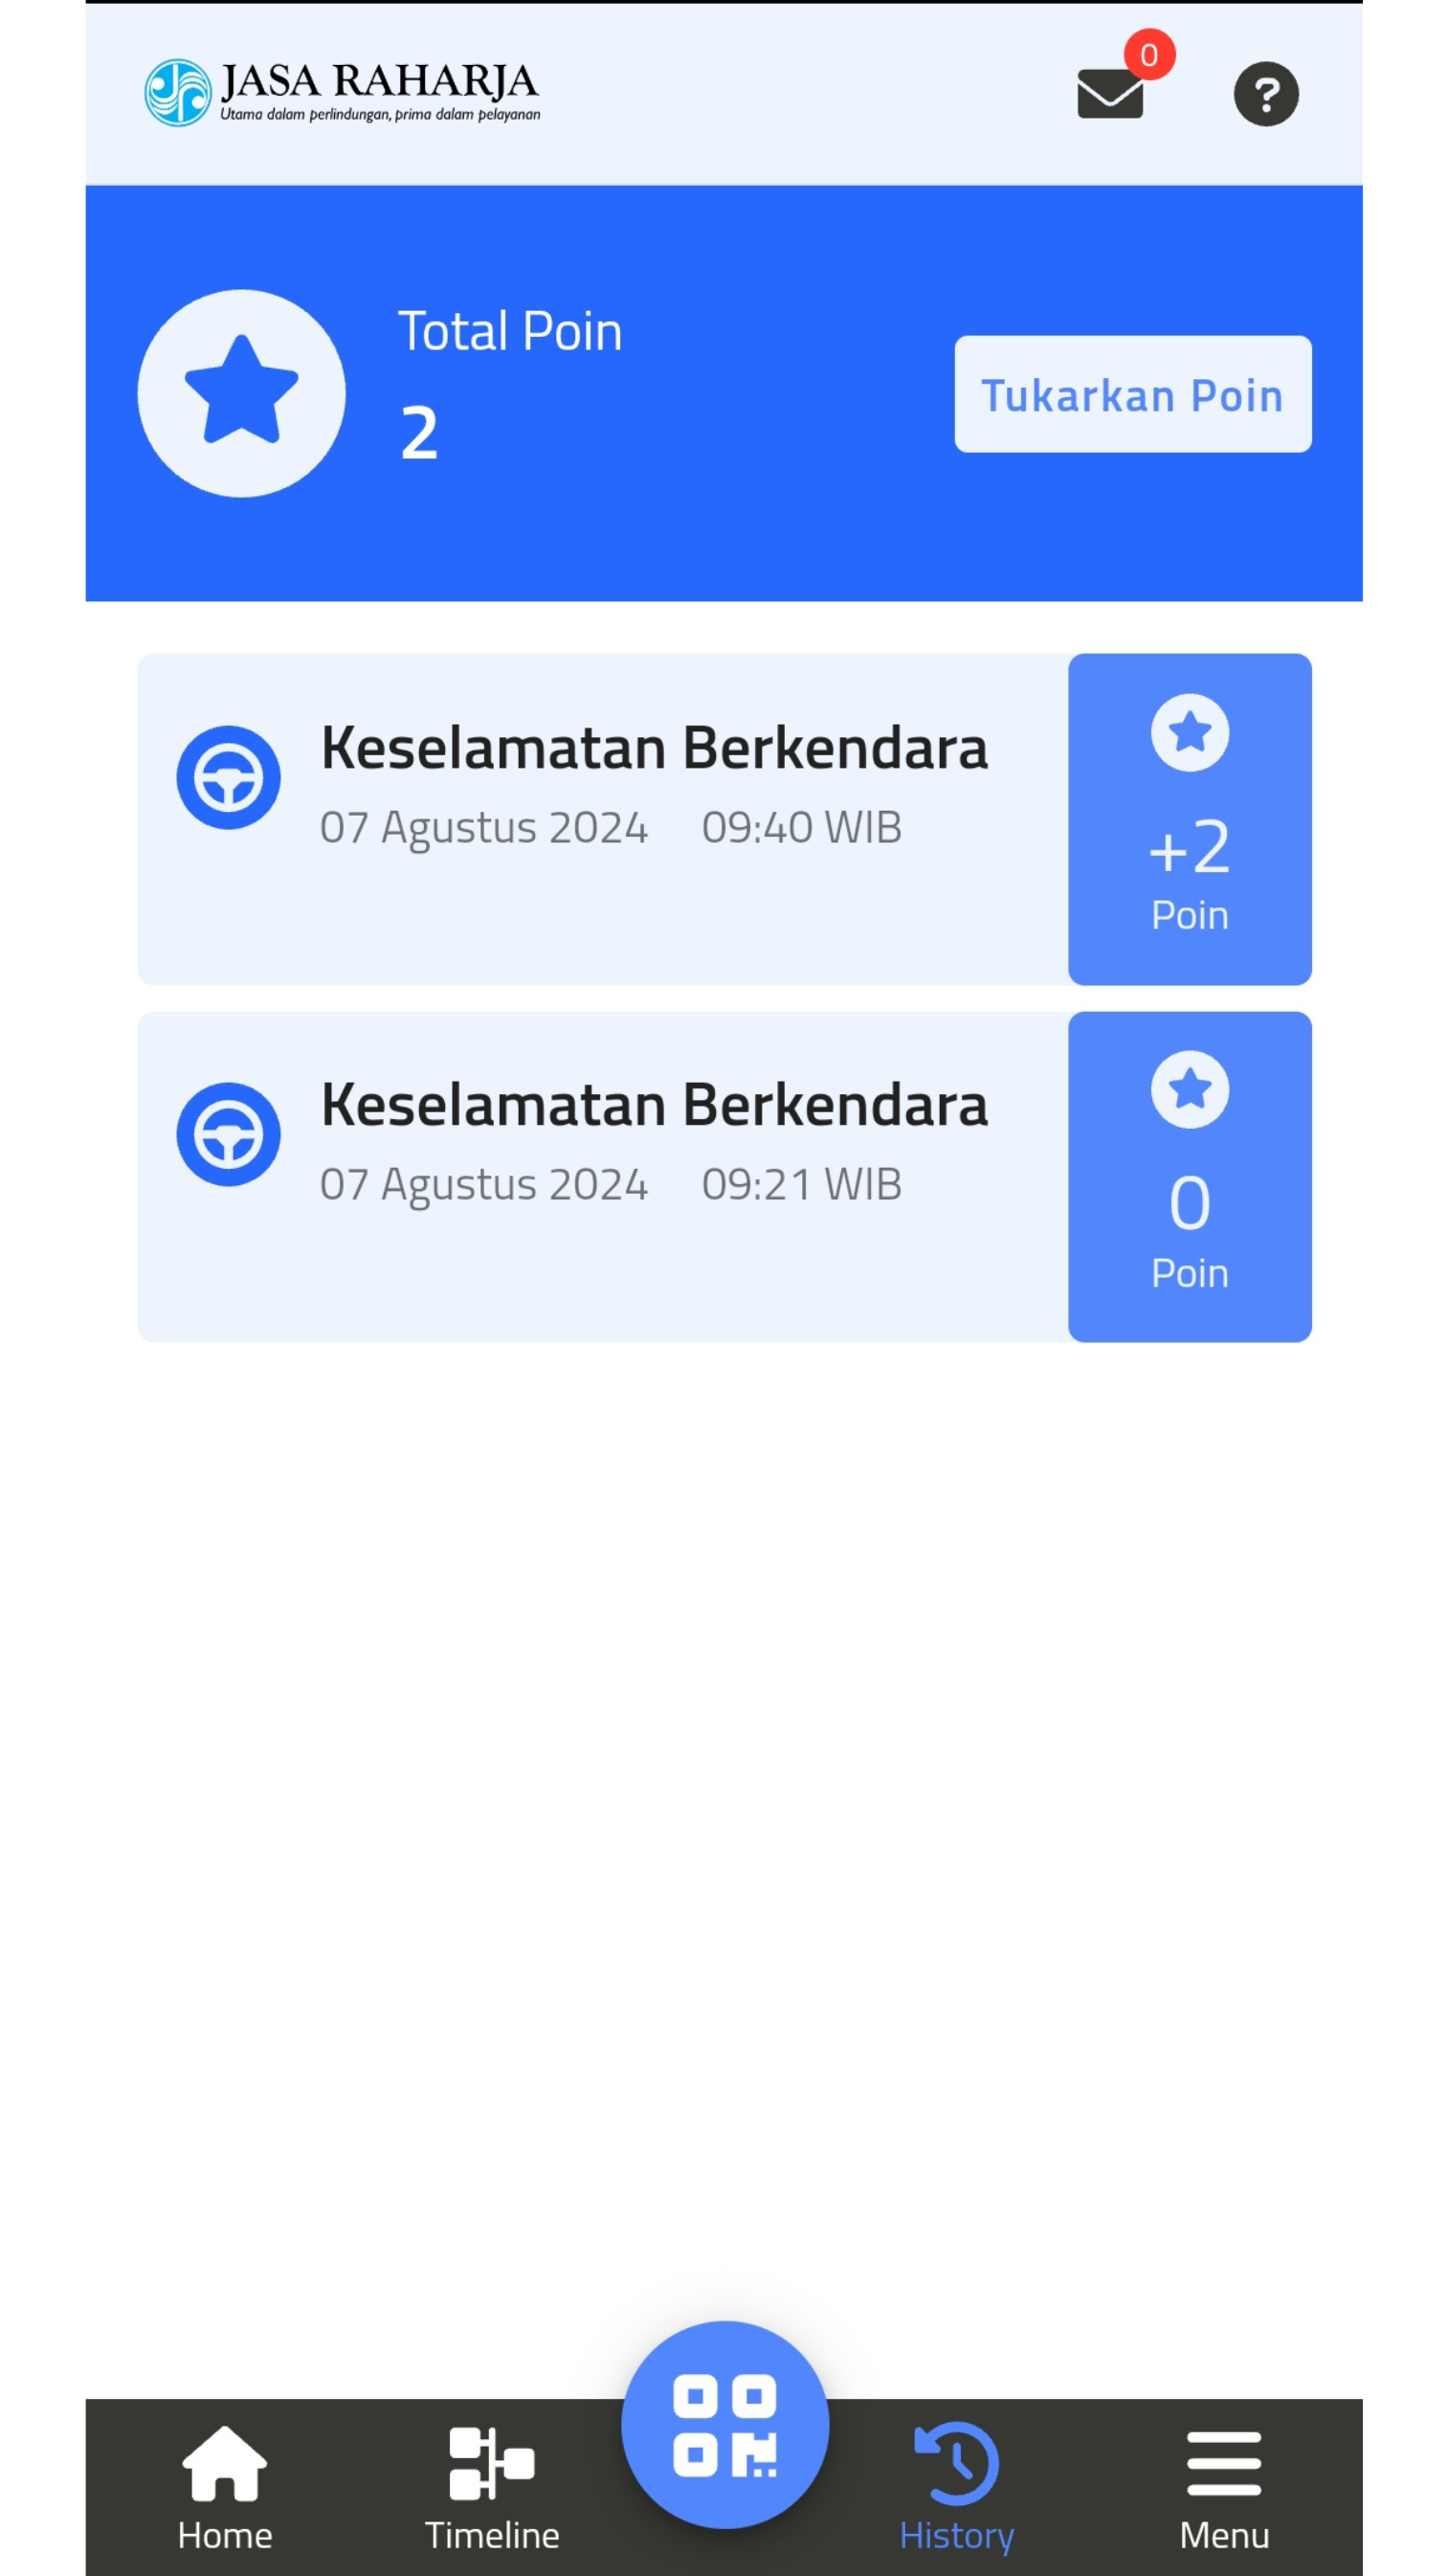 JASA RAHARJA
Utama dalam perlindungan, prima dalam pelayanan
0
?
Total Poin
2
Tukarkan Poin
Keselamatan Berkendara
07 Agustus 2024 09:40 WIB
+2
Poin
Keselamatan Berkendara
07 Agustus 2024 09:21 WIB
0
Poin
Home
Timeline
History
Menu